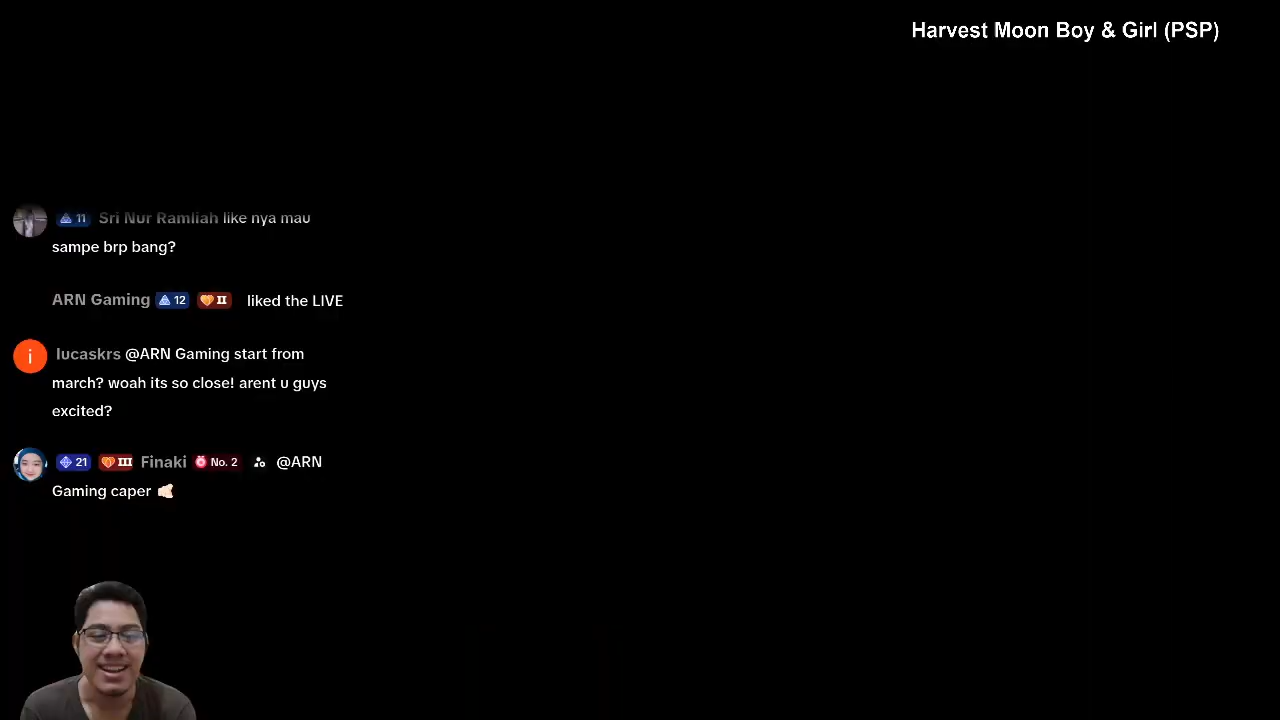 Harvest Moon Boy & Girl (PSP)
11 Sri Nur Ramliah like nya mau
sampe brp bang?
ARN Gaming 12 II liked the LIVE
i lucaskrs @ARN Gaming start from
march? woah its so close! arent u guys
excited?
21 III Finaki No. 2 @ARN
Gaming caper 🤜🏻